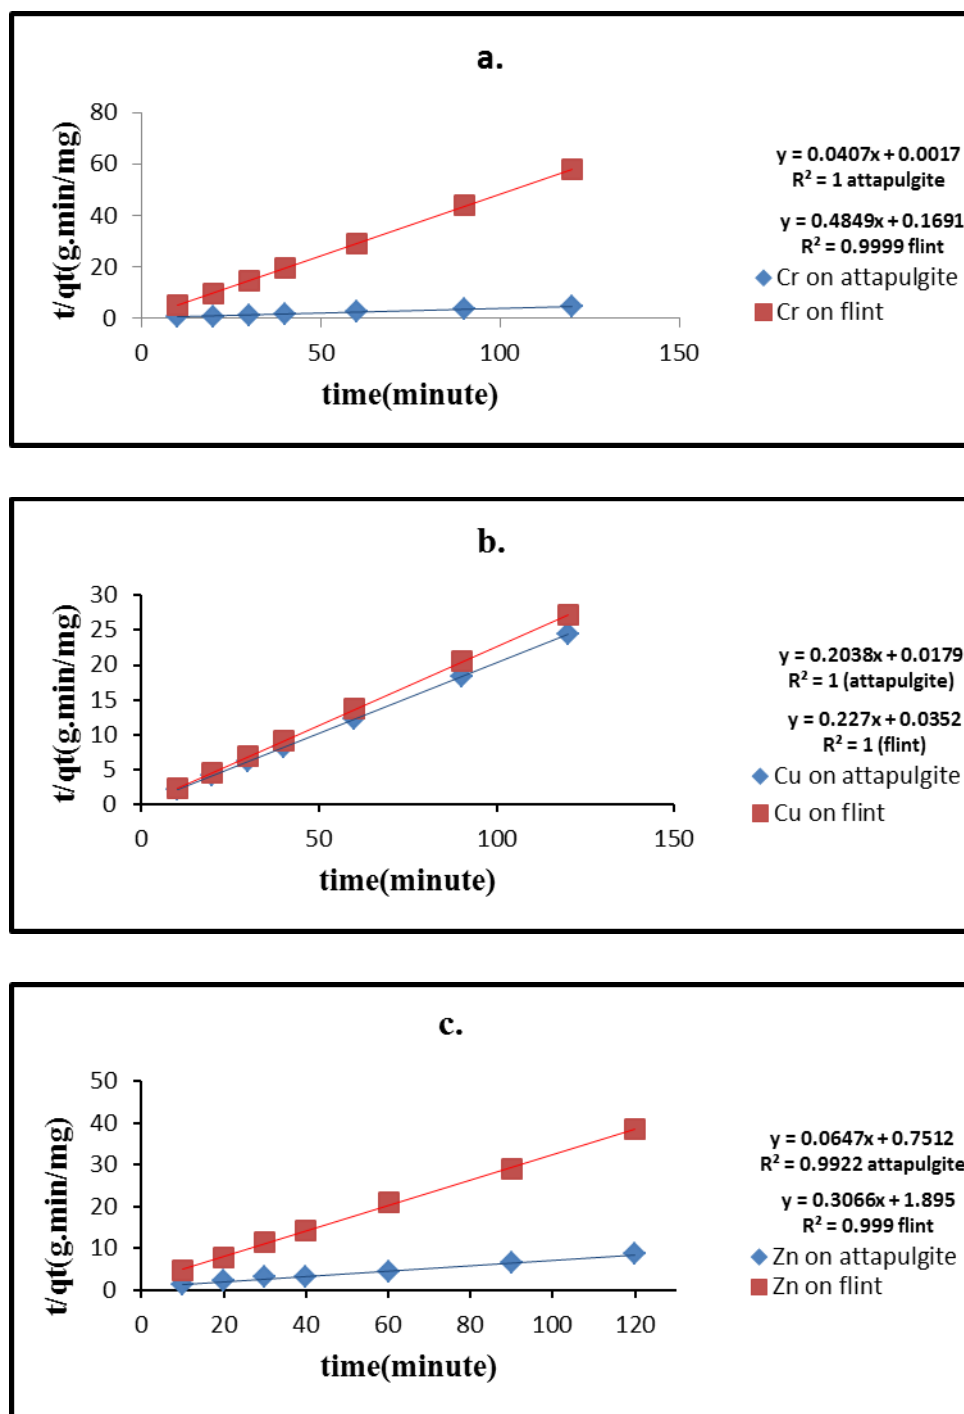 a.
t/qt(g.min/mg)
80
60
40
20
0
0 50 100 150
time(minute)
y = 0.0407x + 0.0017
R² = 1 attapulgite
y = 0.4849x + 0.1691
R² = 0.9999 flint
Cr on attapulgite
Cr on flint
b.
t/qt(g.min/mg)
30
25
20
15
10
5
0
0 50 100 150
time(minute)
y = 0.2038x + 0.0179
R² = 1 (attapulgite)
y = 0.227x + 0.0352
R² = 1 (flint)
Cu on attapulgite
Cu on flint
c.
t/qt(g.min/mg)
50
40
30
20
10
0
0 20 40 60 80 100 120
time(minute)
y = 0.0647x + 0.7512
R² = 0.9922 attapulgite
y = 0.3066x + 1.895
R² = 0.999 flint
Zn on attapulgite
Zn on flint